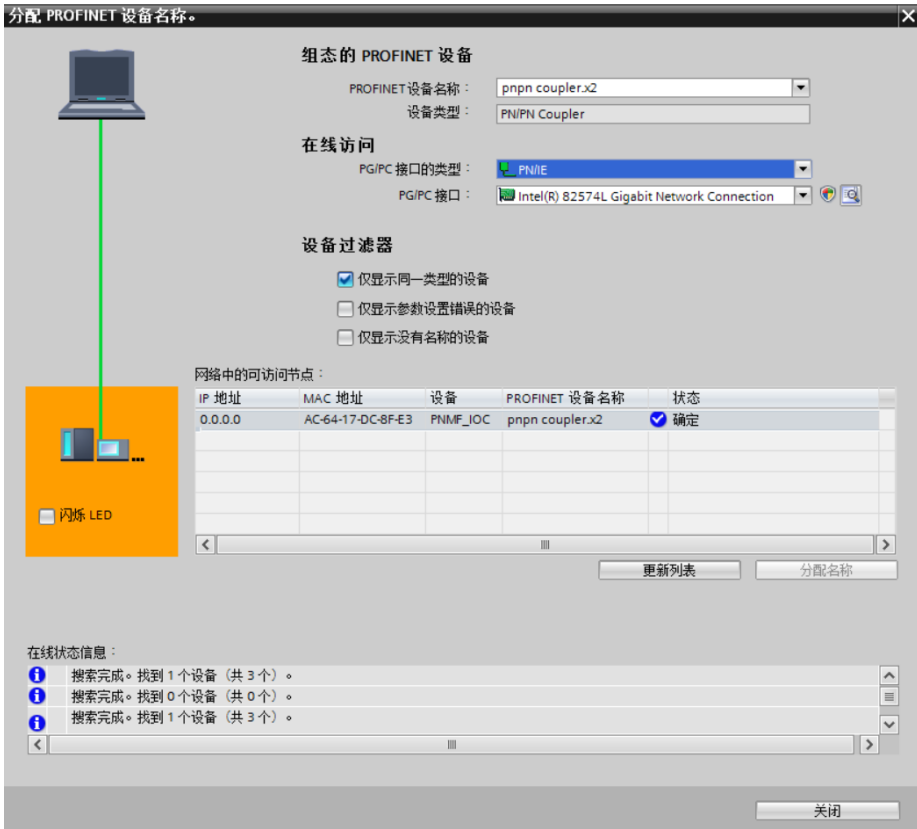 分配 PROFINET 设备名称。
组态的 PROFINET 设备
PROFINET设备名称： pnpn coupler.x2
设备类型： PN/PN Coupler
在线访问
PG/PC 接口的类型： PN/IE
PG/PC 接口： Intel(R) 82574L Gigabit Network Connection
设备过滤器
仅显示同一类型的设备
仅显示参数设置错误的设备
仅显示没有名称的设备
网络中的可访问节点：
IP 地址 MAC 地址 设备 PROFINET 设备名称 状态
0.0.0.0 AC-64-17-DC-8F-E3 PNMF_IOC pnpn coupler.x2 确定
闪烁 LED
更新列表 分配名称
在线状态信息：
搜索完成。找到 1 个设备（共 3 个）。
搜索完成。找到 0 个设备（共 0 个）。
搜索完成。找到 1 个设备（共 3 个）。
关闭